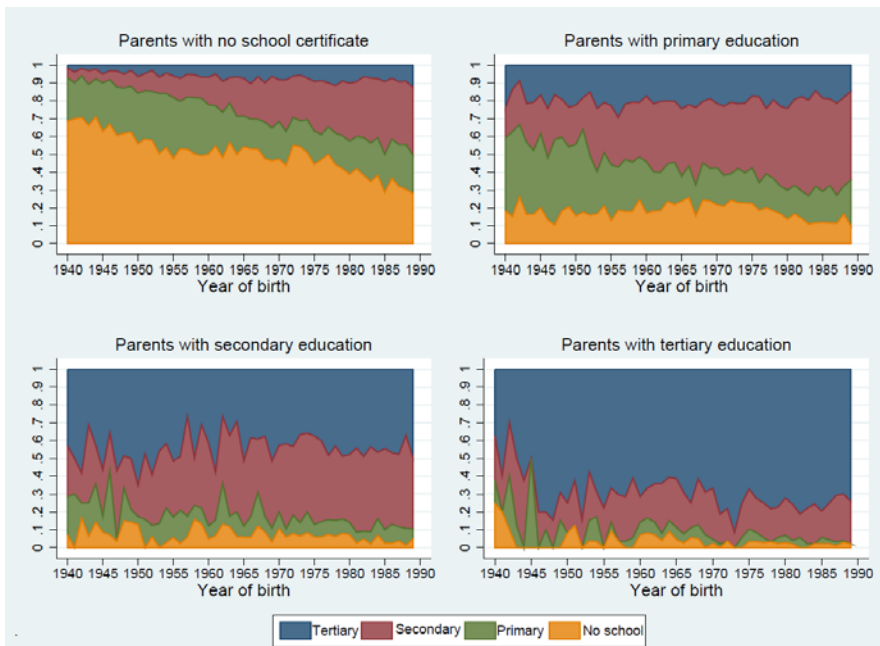 Parents with no school certificate
0 .1 .2 .3 .4 .5 .6 .7 .8 .9 1
1940 1945 1950 1955 1960 1965 1970 1975 1980 1985 1990
Year of birth
Parents with primary education
0 .1 .2 .3 .4 .5 .6 .7 .8 .9 1
1940 1945 1950 1955 1960 1965 1970 1975 1980 1985 1990
Year of birth
Parents with secondary education
0 .1 .2 .3 .4 .5 .6 .7 .8 .9 1
1940 1945 1950 1955 1960 1965 1970 1975 1980 1985 1990
Year of birth
Parents with tertiary education
0 .1 .2 .3 .4 .5 .6 .7 .8 .9 1
1940 1945 1950 1955 1960 1965 1970 1975 1980 1985 1990
Year of birth
Tertiary Secondary Primary No school